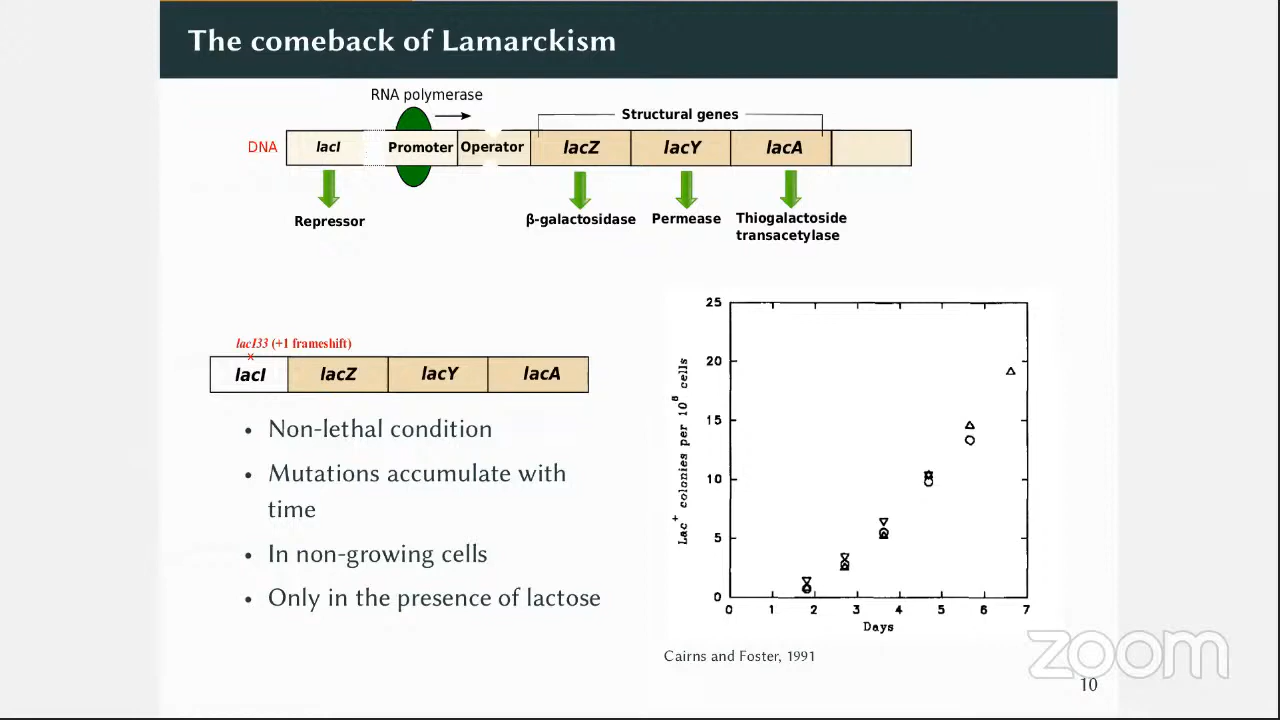 The comeback of Lamarckism
RNA polymerase
Structural genes
DNA
lacI
Promoter
Operator
lacZ
lacY
lacA
Repressor
β-galactosidase
Permease
Thiogalactoside
transacetylase
lacI33 (+1 frameshift)
x
lacI
lacZ
lacY
lacA
• Non-lethal condition
• Mutations accumulate with
time
• In non-growing cells
• Only in the presence of lactose
Lac+ colonies per 10^8 cells
25
20
15
10
5
0
0 1 2 3 4 5 6 7
Days
Cairns and Foster, 1991
zoom
10